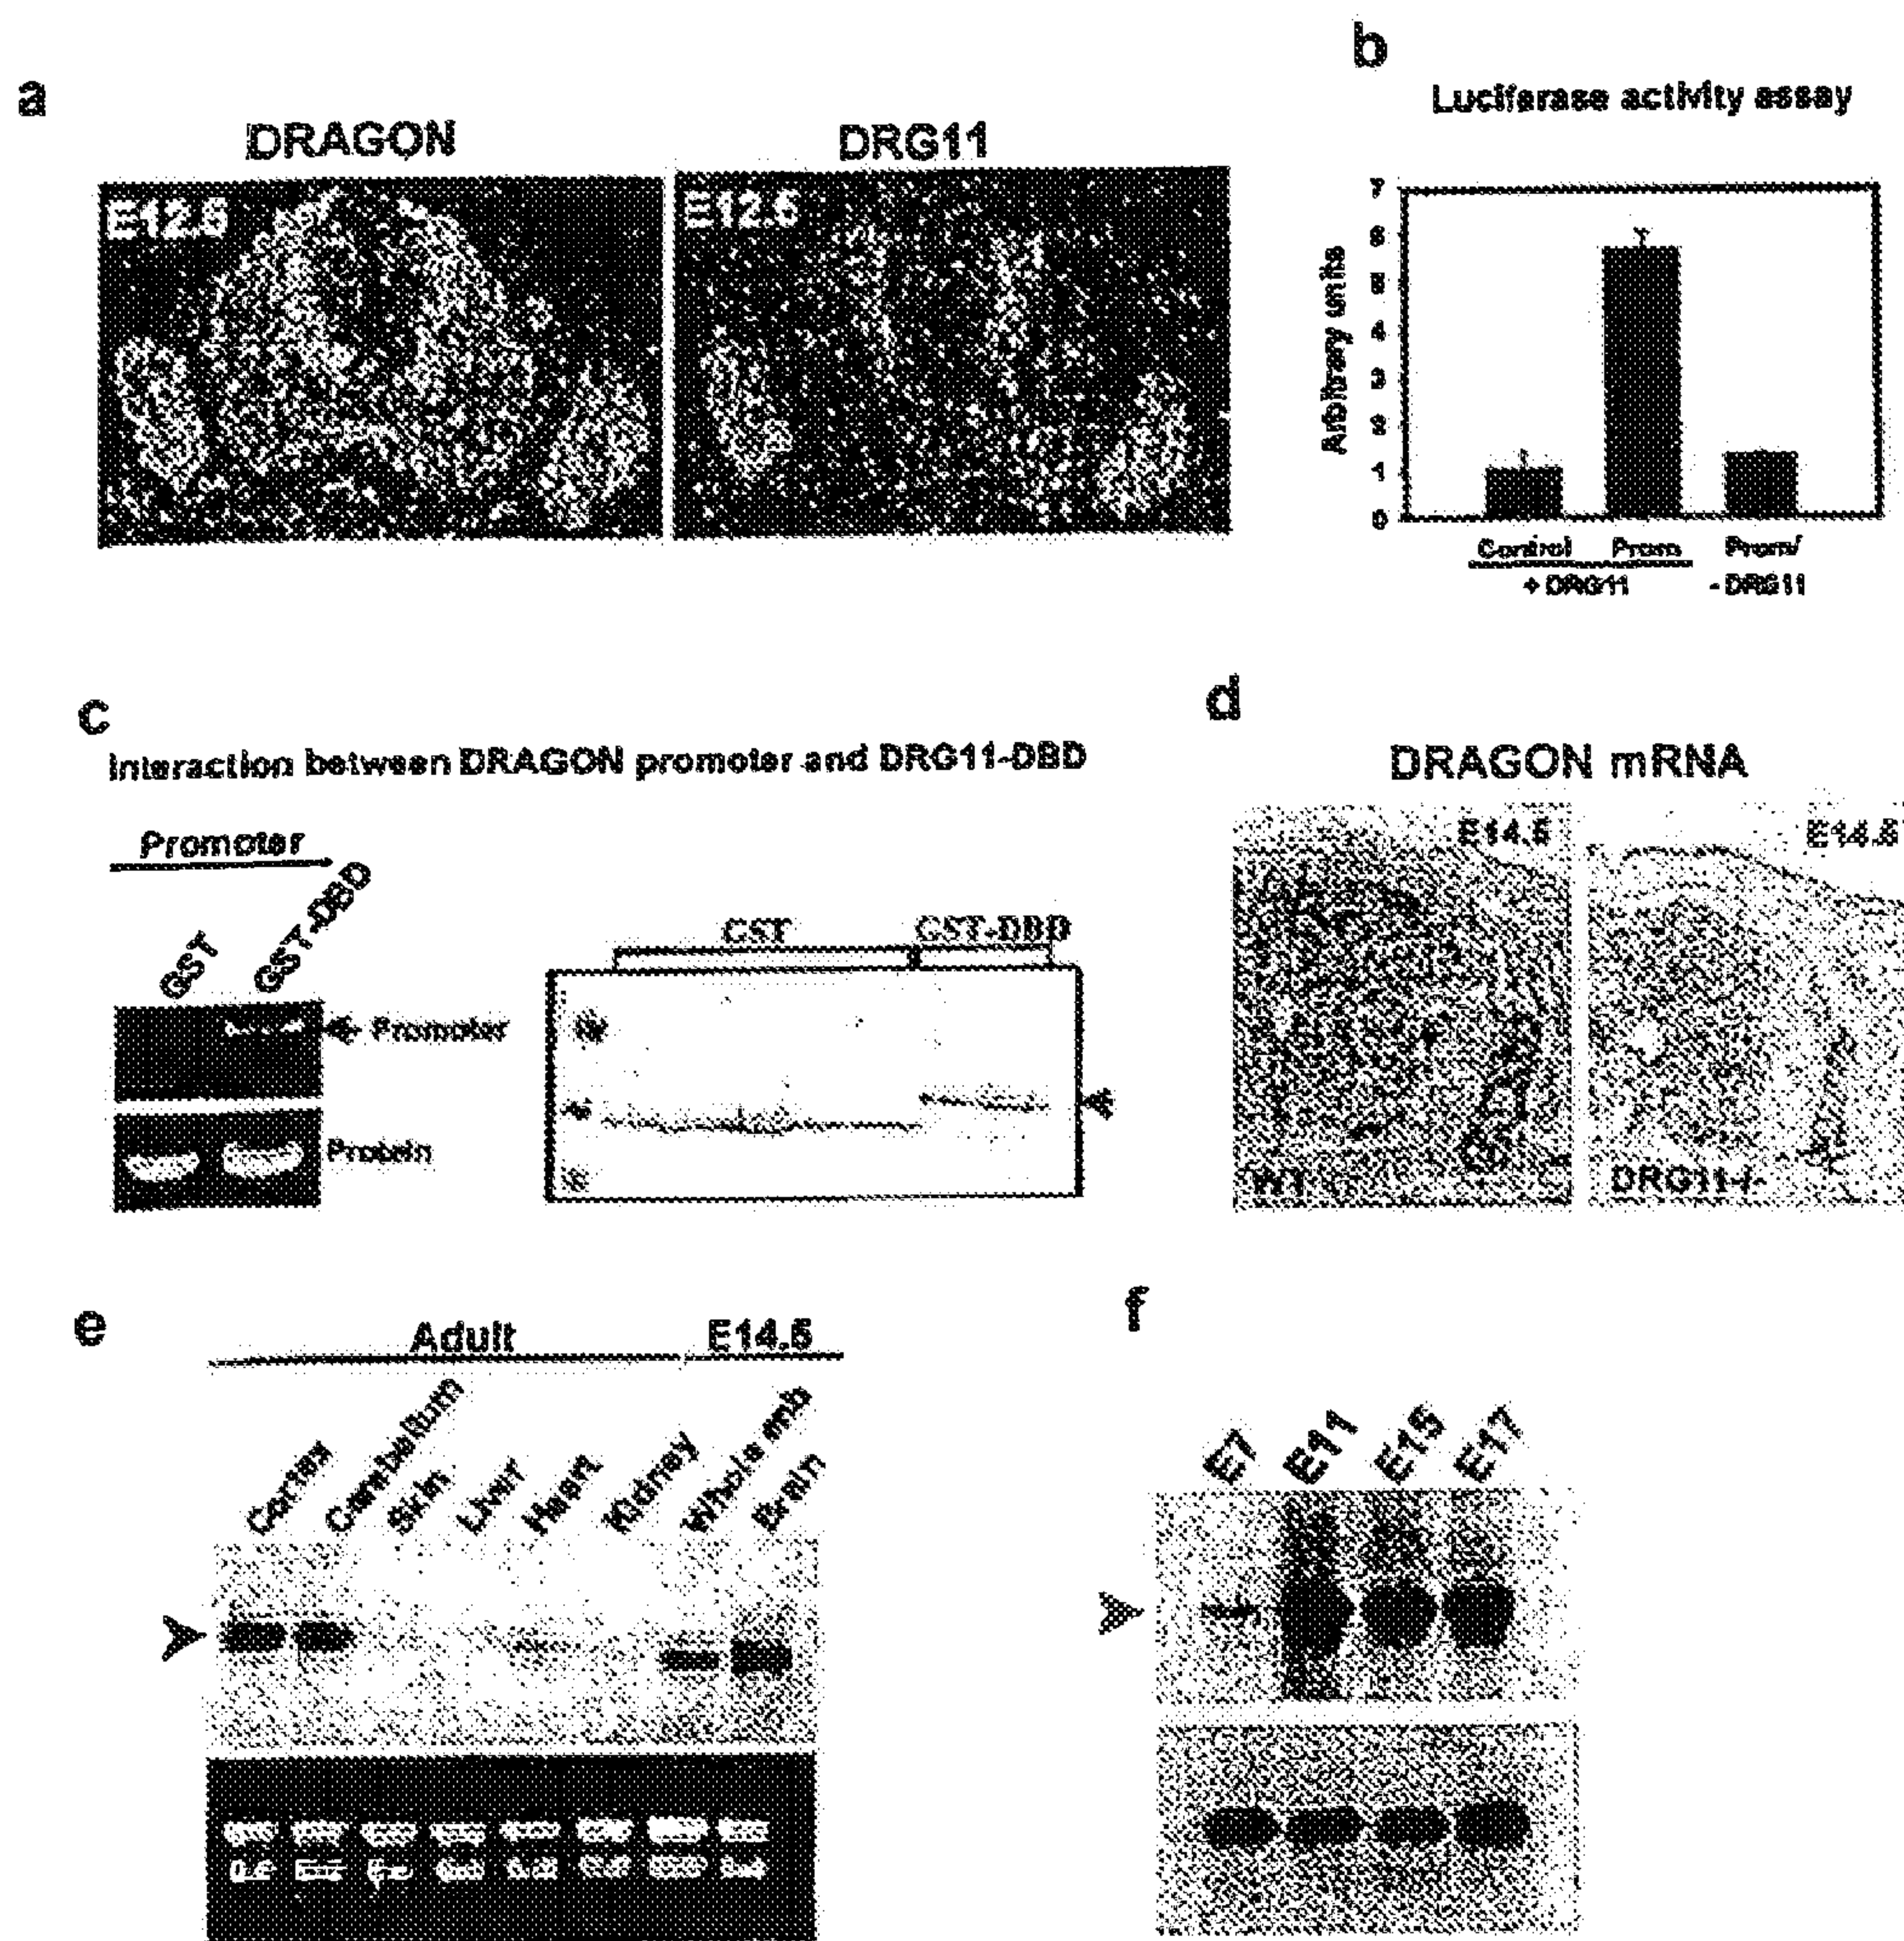 a
DRAGON
E12.5
DRG11
E12.5
b
Luciferase activity assay
Arbitrary units
7
6
5
4
3
2
1
0
Control
Prom
Prom/
+ DRG11
- DRG11
c
Interaction between DRAGON promoter and DRG11-DBD
Promoter
GST
GST-DBD
Promoter
Protein
GST
GST-DBD
d
DRAGON mRNA
E14.5
WT
E14.5
DRG11-/-
e
Adult
E14.5
Cortex
Cerebellum
Skin
Liver
Heart
Kidney
Whole emb
Brain
f
E7
E11
E15
E17